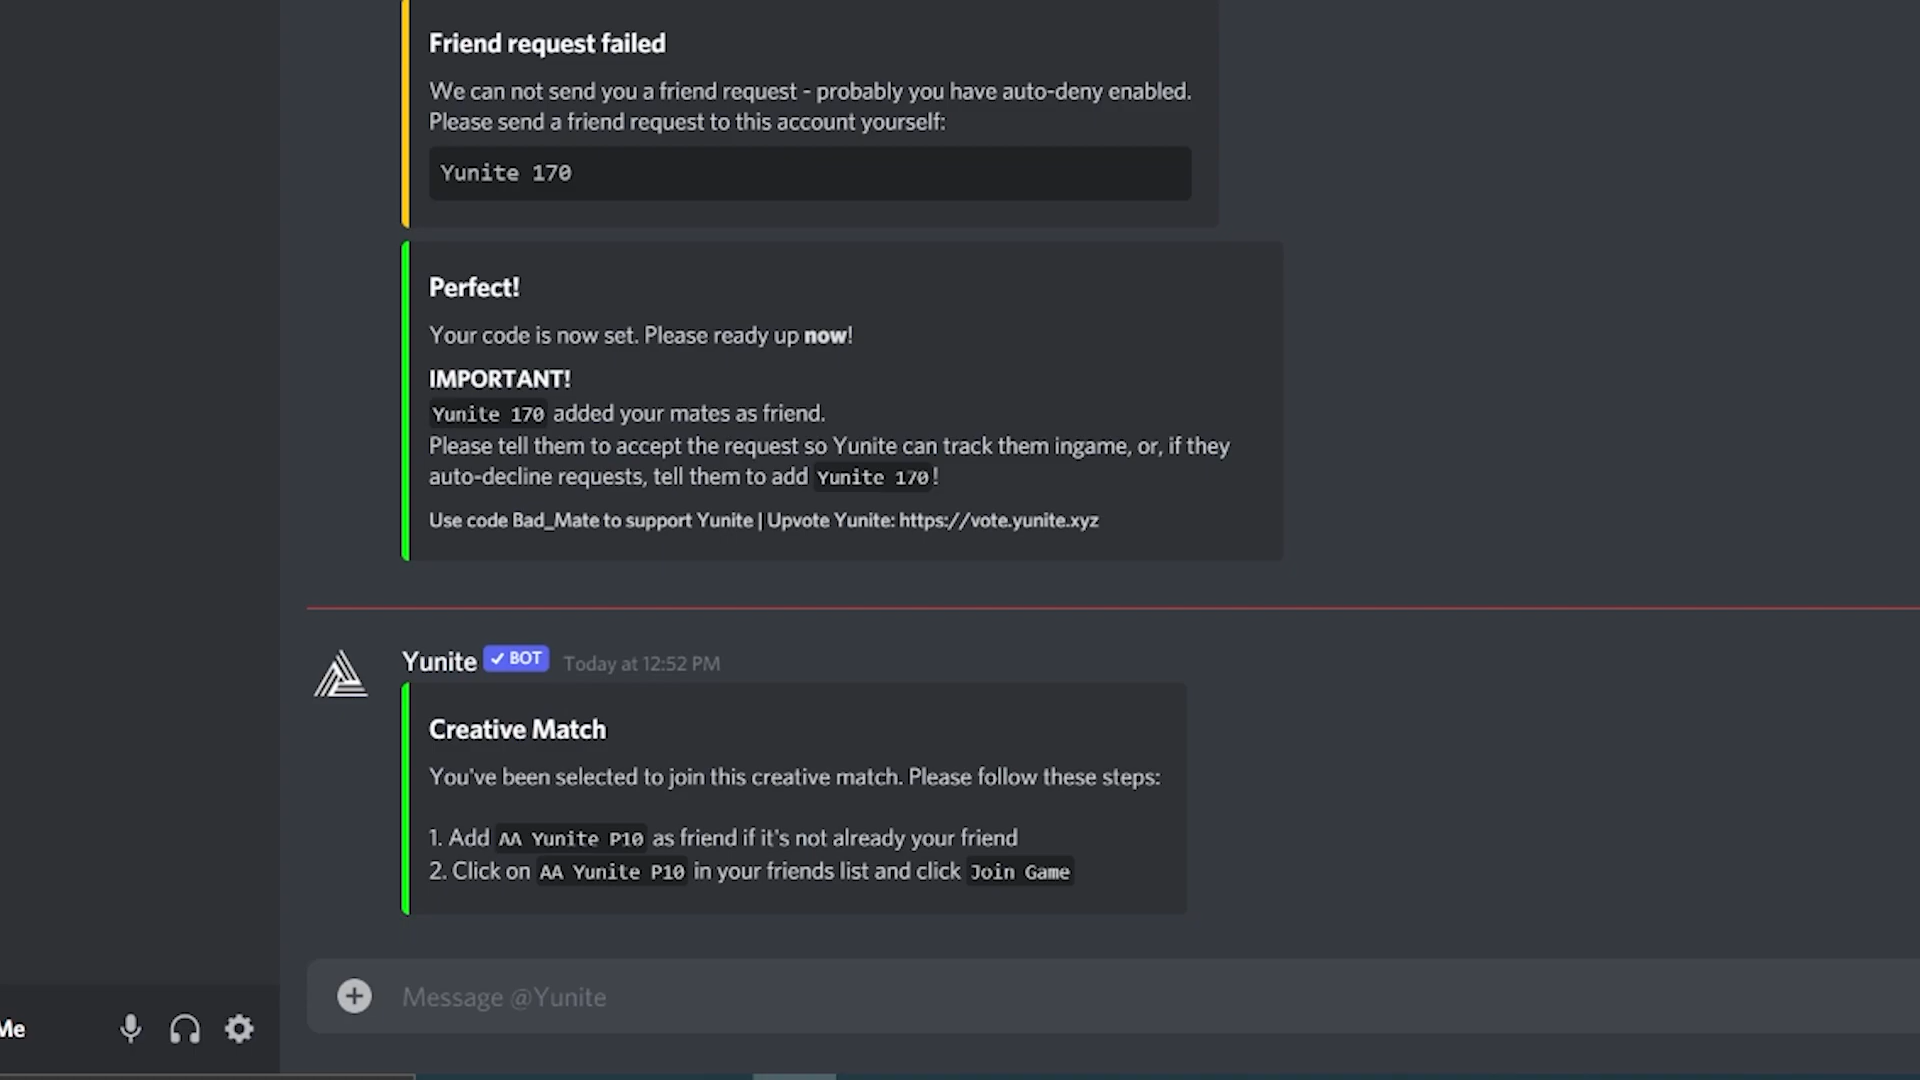 Friend request failed
We can not send you a friend request - probably you have auto-deny enabled.
Please send a friend request to this account yourself:
Yunite 170
Perfect!
Your code is now set. Please ready up now!
IMPORTANT!
Yunite 170 added your mates as friend.
Please tell them to accept the request so Yunite can track them ingame, or, if they
auto-decline requests, tell them to add Yunite 170!
Use code Bad_Mate to support Yunite | Upvote Yunite: https://vote.yunite.xyz
Yunite ✓ BOT Today at 12:52 PM
Creative Match
You've been selected to join this creative match. Please follow these steps:
1. Add AA Yunite P10 as friend if it's not already your friend
2. Click on AA Yunite P10 in your friends list and click Join Game
Message @Yunite
Me